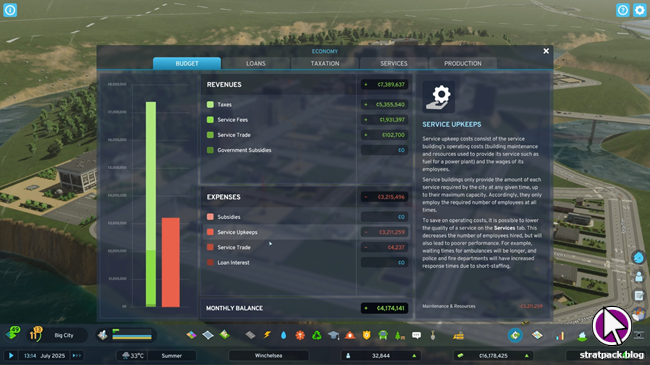 ECONOMY
BUDGET
LOANS
TAXATION
SERVICES
PRODUCTION
REVENUES
+ ₵7,389,637
Taxes
+ ₵5,355,540
Service Fees
+ ₵1,931,397
Service Trade
+ ₵102,700
Government Subsidies
₵0
EXPENSES
- ₵3,215,496
Subsidies
₵0
Service Upkeeps
- ₵3,211,259
Service Trade
- ₵4,237
Loan Interest
₵0
MONTHLY BALANCE
+ ₵4,174,141
SERVICE UPKEEPS
Service upkeep costs consist of the service
building's operating costs (building maintenance
and resources used to provide its service such as
fuel for a power plant) and the wages of its
employees.
Service buildings only provide the amount of each
service required by the city at any given time, up
to their maximum capacity. Accordingly, they only
employ the required number of employees at all
times.
To save on operating costs, it is possible to lower
the quality of a service on the Services tab. This
decreases the number of employees hired, but will
also lead to poorer performance. For example,
waiting times for ambulances will be longer, and
police and fire departments will have increased
response times due to short-staffing.
Maintenance & Resources
Big City
13:14 July 2025
33°C
Summer
Winchelsea
32,844
16,178,425
stratpack.blog